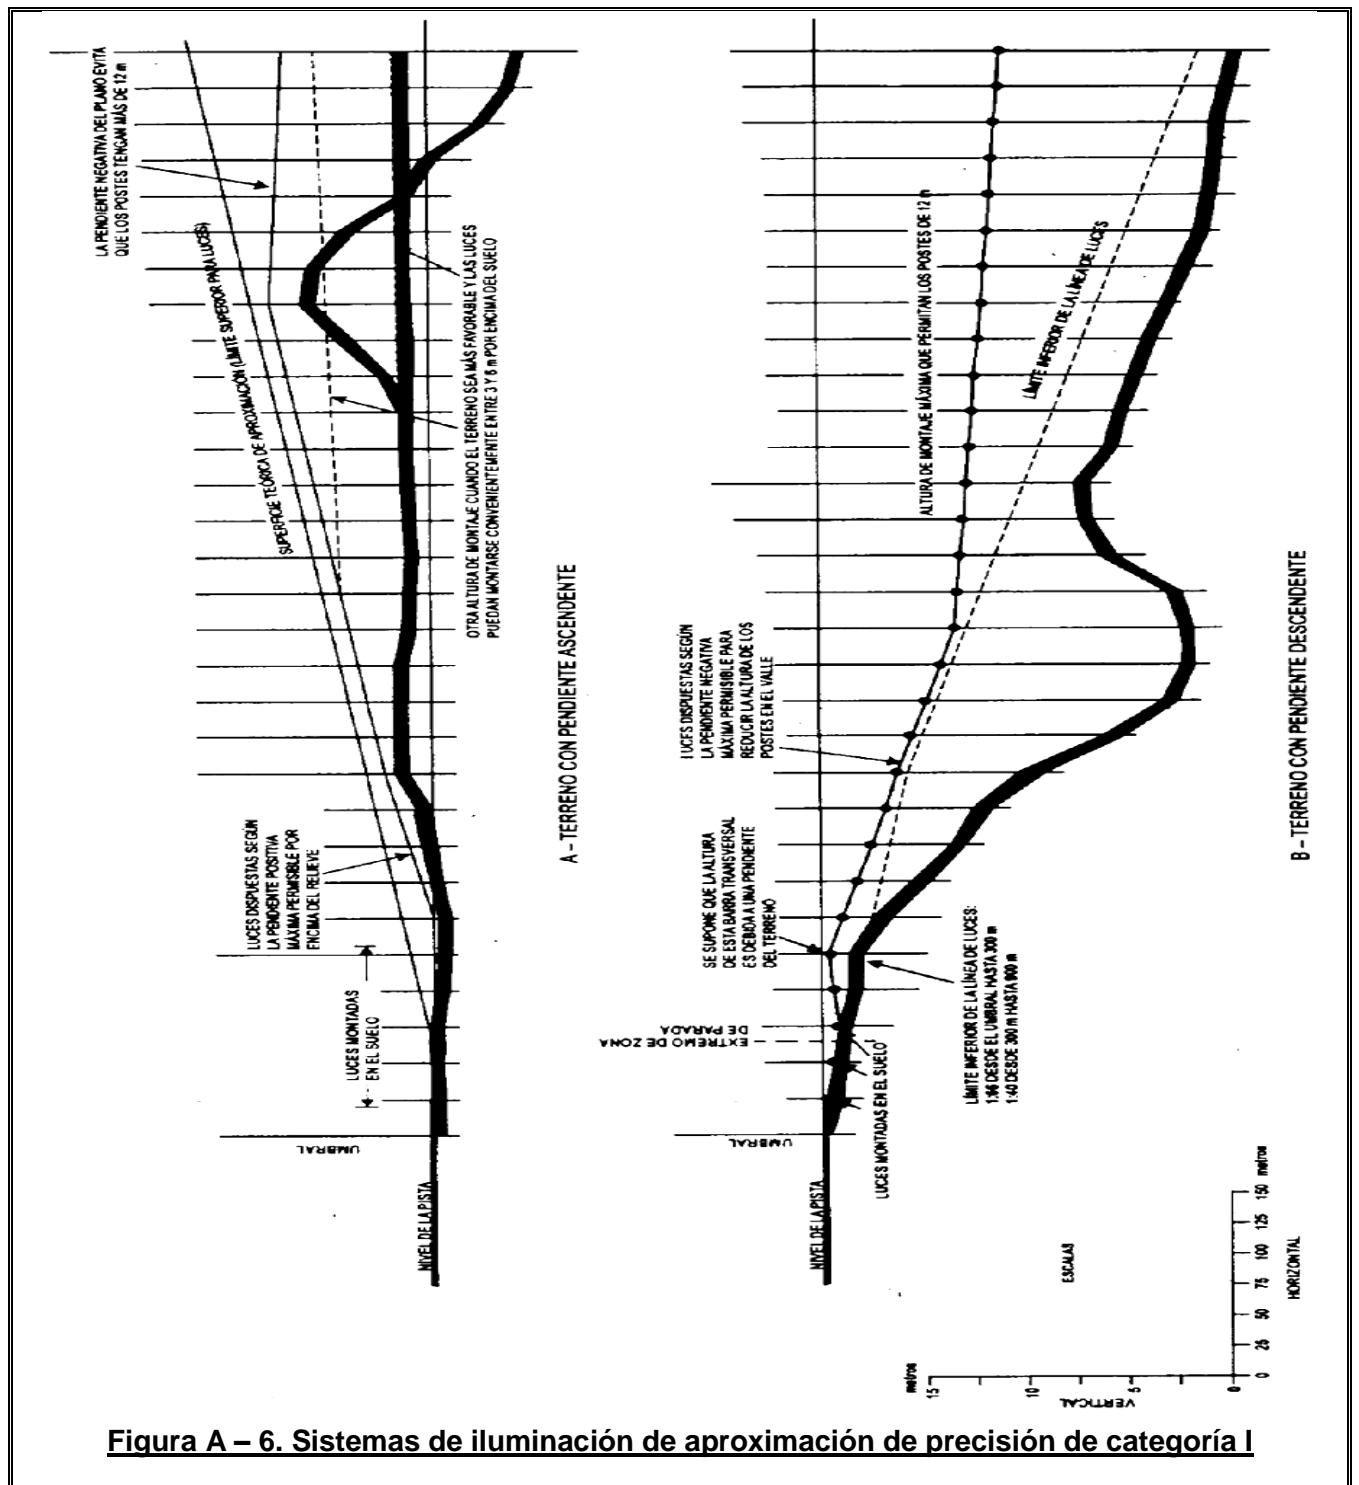 LA PENDIENTE NEGATIVA DEL PLANO EVITA
QUE LOS POSTES TENGAN MÁS DE 12 m
SUPERFICIE TEÓRICA DE APROXIMACIÓN (LÍMITE SUPERIOR PARA LUCES)
OTRA ALTURA DE MONTAJE CUANDO EL TERRENO SEA MÁS FAVORABLE Y LAS LUCES
PUEDAN MONTARSE CONVENIENTEMENTE ENTRE 3 Y 6 m POR ENCIMA DEL SUELO
LUCES DISPUESTAS SEGÚN
LA PENDIENTE POSITIVA
MÁXIMA PERMISIBLE POR
ENCIMA DEL RELIEVE
LUCES MONTADAS
EN EL SUELO
UMBRAL
NIVEL DE LA PISTA
A – TERRENO CON PENDIENTE ASCENDENTE
ALTURA DE MONTAJE MÁXIMA QUE PERMITAN LOS POSTES DE 12 m
LÍMITE INFERIOR DE LA LÍNEA DE LUCES
LUCES DISPUESTAS SEGÚN
LA PENDIENTE NEGATIVA
MÁXIMA PERMISIBLE PARA
REDUCIR LA ALTURA DE LOS
POSTES EN EL VALLE
SE SUPONE QUE LA ALTURA
DE ESTA BARRA TRANSVERSAL
ES DEBIDA A UNA PENDIENTE
DEL TERRENO
EXTREMO DE ZONA
DE PARADA
LUCES MONTADAS EN EL SUELO
LÍMITE INFERIOR DE LA LÍNEA DE LUCES:
1:66 DESDE EL UMBRAL HASTA 300 m
1:40 DESDE 300 m HASTA 900 m
UMBRAL
NIVEL DE LA PISTA
B – TERRENO CON PENDIENTE DESCENDENTE
ESCALAS
metros
15
10
5
0
VERTICAL
0 25 50 75 100 125 150 metros
HORIZONTAL
Figura A – 6. Sistemas de iluminación de aproximación de precisión de categoría I